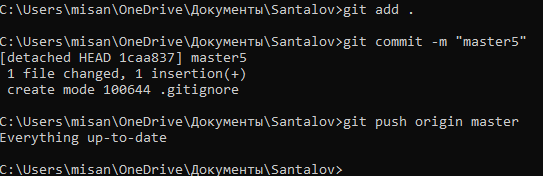 C:\Users\misan\OneDrive\Документы\Santalov>git add .
C:\Users\misan\OneDrive\Документы\Santalov>git commit -m "master5"
[detached HEAD 1caa837] master5
 1 file changed, 1 insertion(+)
 create mode 100644 .gitignore
C:\Users\misan\OneDrive\Документы\Santalov>git push origin master
Everything up-to-date
C:\Users\misan\OneDrive\Документы\Santalov>